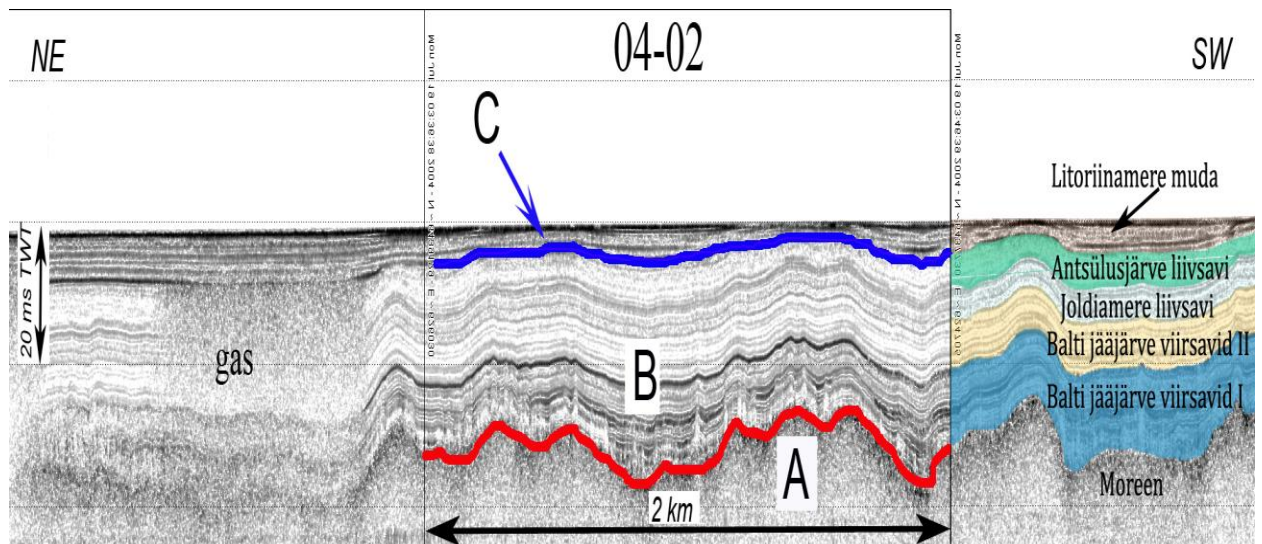 NE
04-02
SW
C
Litoriinamere muda
Antsülusjärve liivsavi
20 ms TWT
Joldiamere liivsavi
gas
B
Balti jääjärve viirsavid II
Balti jääjärve viirsavid I
A
Moreen
2 km